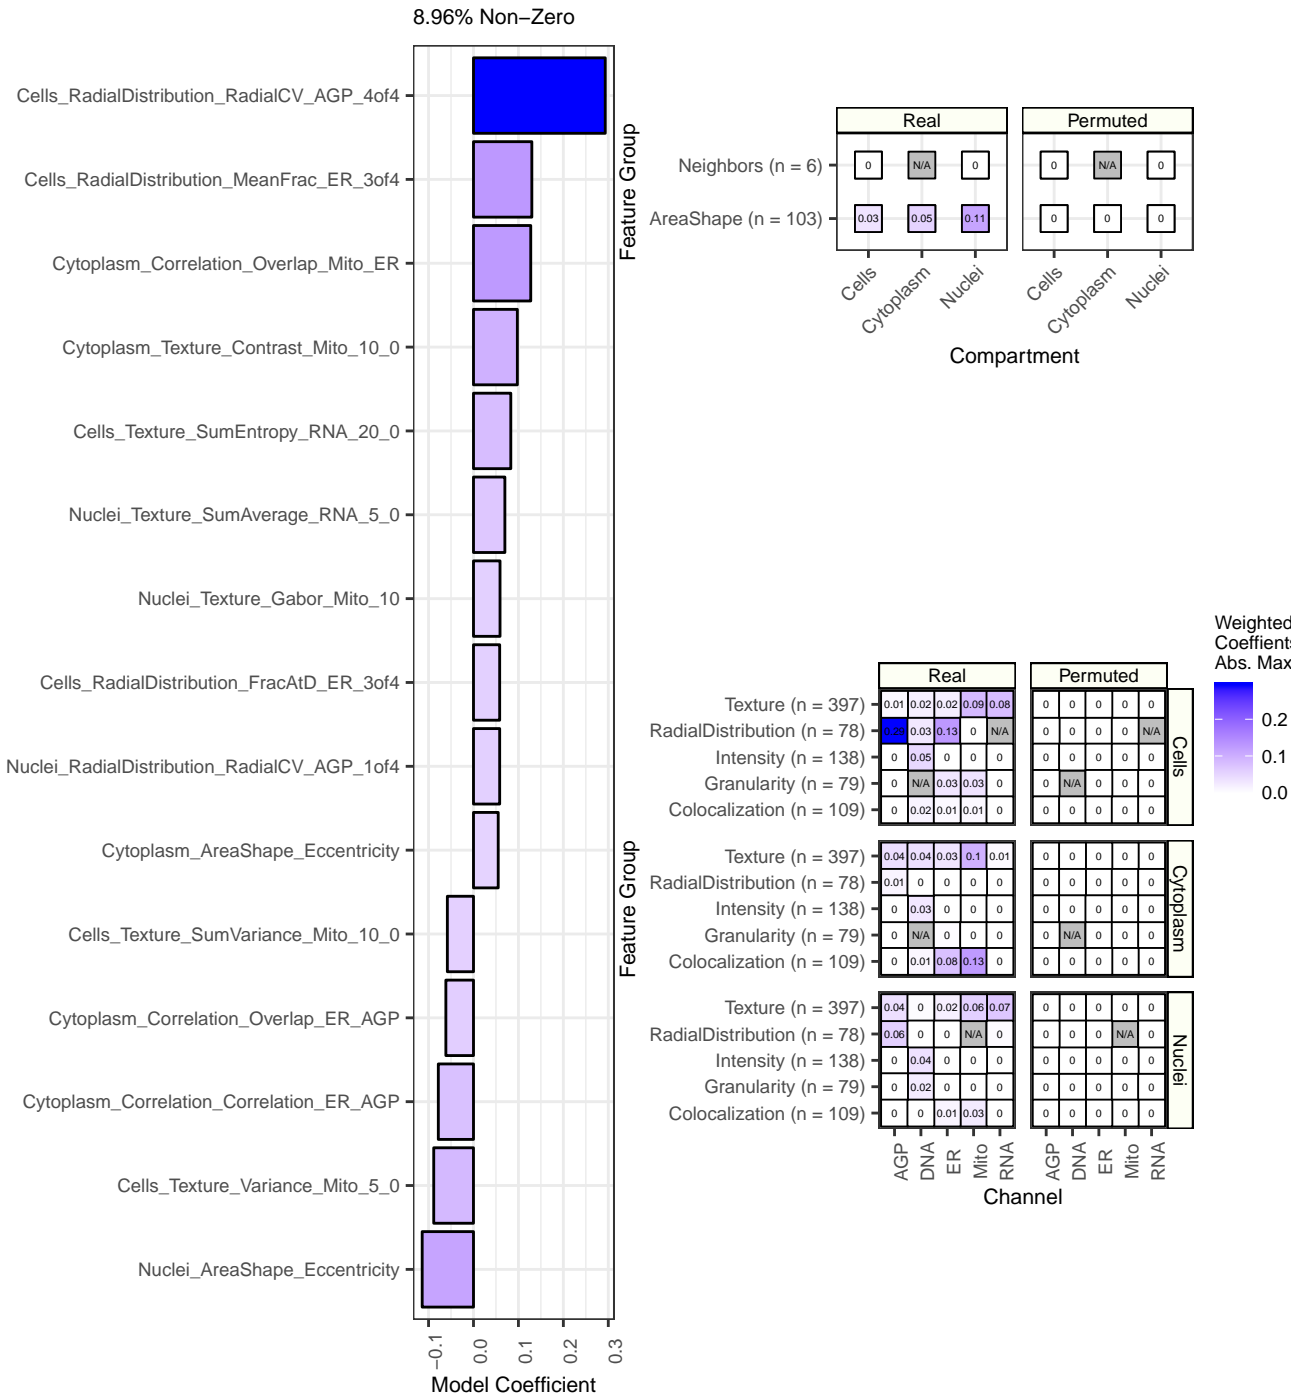 8.96% Non−Zero
Cells_RadialDistribution_RadialCV_AGP_4of4
Cells_RadialDistribution_MeanFrac_ER_3of4
Cytoplasm_Correlation_Overlap_Mito_ER
Cytoplasm_Texture_Contrast_Mito_10_0
Cells_Texture_SumEntropy_RNA_20_0
Nuclei_Texture_SumAverage_RNA_5_0
Nuclei_Texture_Gabor_Mito_10
Cells_RadialDistribution_FracAtD_ER_3of4
Nuclei_RadialDistribution_RadialCV_AGP_1of4
Cytoplasm_AreaShape_Eccentricity
Cells_Texture_SumVariance_Mito_10_0
Cytoplasm_Correlation_Overlap_ER_AGP
Cytoplasm_Correlation_Correlation_ER_AGP
Cells_Texture_Variance_Mito_5_0
Nuclei_AreaShape_Eccentricity
−0.1 0.0 0.1 0.2 0.3
Model Coefficient
Feature Group
Real Permuted
Neighbors (n = 6) 0 N/A 0 0 N/A 0
AreaShape (n = 103) 0.03 0.05 0.11 0 0 0
Cells Cytoplasm Nuclei Cells Cytoplasm Nuclei
Compartment
Feature Group
Real Permuted
Texture (n = 397) 0.01 0.02 0.02 0.09 0.08 0 0 0 0 0
RadialDistribution (n = 78) 0.29 0.03 0.13 0 N/A 0 0 0 0 N/A
Intensity (n = 138) 0 0.05 0 0 0 0 0 0 0 0
Granularity (n = 79) 0 N/A 0.03 0.03 0 0 N/A 0 0 0
Colocalization (n = 109) 0 0.02 0.01 0.01 0 0 0 0 0 0
Cells
Texture (n = 397) 0.04 0.04 0.03 0.1 0.01 0 0 0 0 0
RadialDistribution (n = 78) 0.01 0 0 0 0 0 0 0 0 0
Intensity (n = 138) 0 0.03 0 0 0 0 0 0 0 0
Granularity (n = 79) 0 N/A 0 0 0 0 N/A 0 0 0
Colocalization (n = 109) 0 0.01 0.08 0.13 0 0 0 0 0 0
Cytoplasm
Texture (n = 397) 0.04 0 0.02 0.06 0.07 0 0 0 0 0
RadialDistribution (n = 78) 0.06 0 0 N/A 0 0 0 0 N/A 0
Intensity (n = 138) 0 0.04 0 0 0 0 0 0 0 0
Granularity (n = 79) 0 0.02 0 0 0 0 0 0 0 0
Colocalization (n = 109) 0 0 0.01 0.03 0 0 0 0 0 0
Nuclei
AGP DNA ER Mito RNA AGP DNA ER Mito RNA
Channel
Weighted
Coeffients
Abs. Max
0.2
0.1
0.0